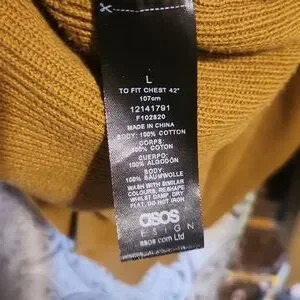 L
TO FIT CHEST 42"
107cm
12141791
F102820
MADE IN CHINA
BODY: 100% COTTON
CORPS:
100% COTON
CUERPO:
100% ALGODÓN
BODY:
100% BAUMWOLLE
WASH WITH SIMILAR
COLOURS, RESHAPE
WHILST DAMP, DRY
FLAT, DO NOT IRON
asos
ESIGN
asos.com Ltd